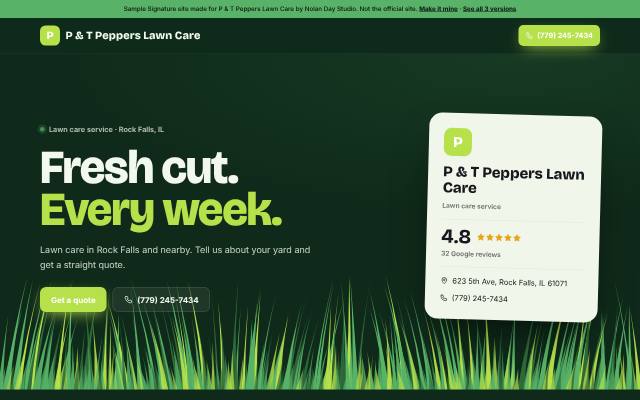 Sample Signature site made for P & T Peppers Lawn Care by Nolan Day Studio. Not the official site. Make it mine · See all 3 versions
P P & T Peppers Lawn Care
(779) 245-7434
Lawn care service · Rock Falls, IL
Fresh cut.
Every week.
Lawn care in Rock Falls and nearby. Tell us about your yard and
get a straight quote.
Get a quote
(779) 245-7434
P
P & T Peppers Lawn
Care
Lawn care service
4.8 ★★★★★
32 Google reviews
623 5th Ave, Rock Falls, IL 61071
(779) 245-7434